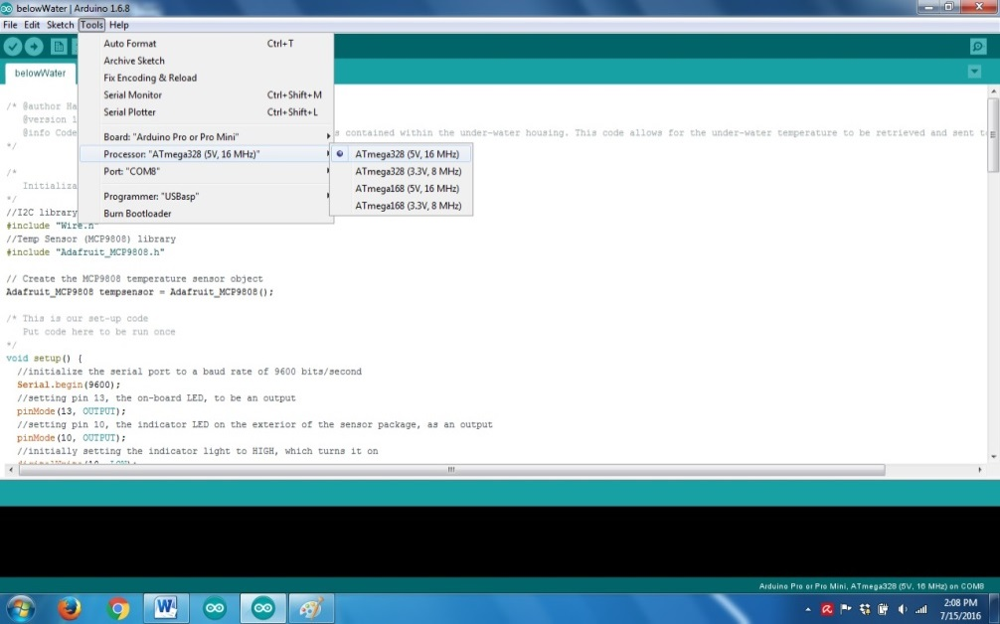 belowWater | Arduino 1.6.8
File Edit Sketch Tools Help
belowWater
Auto Format Ctrl+T
Archive Sketch
Fix Encoding & Reload
Serial Monitor Ctrl+Shift+M
Serial Plotter Ctrl+Shift+L
Board: "Arduino Pro or Pro Mini"
Processor: "ATmega328 (5V, 16 MHz)"
Port: "COM8"
Programmer: "USBasp"
Burn Bootloader
ATmega328 (5V, 16 MHz)
ATmega328 (3.3V, 8 MHz)
ATmega168 (5V, 16 MHz)
ATmega168 (3.3V, 8 MHz)
/* @author
@version
@info Code s contained within the under-water housing. This code allows for the under-water temperature to be retrieved and sent
*/
/*
*/
//I2C library
#include "Wire.h"
//Temp Sensor (MCP9808) library
#include "Adafruit_MCP9808.h"
// Create the MCP9808 temperature sensor object
Adafruit_MCP9808 tempsensor = Adafruit_MCP9808();
/* This is our set-up code
Put code here to be run once
*/
void setup() {
//initialize the serial port to a baud rate of 9600 bits/second
Serial.begin(9600);
//setting pin 13, the on-board LED, to be an output
pinMode(13, OUTPUT);
//setting pin 10, the indicator LED on the exterior of the sensor package, as an output
pinMode(10, OUTPUT);
//initially setting the indicator light to HIGH, which turns it on
Arduino Pro or Pro Mini, ATmega328 (5V, 16 MHz) on COM8
2:08 PM
7/15/2016